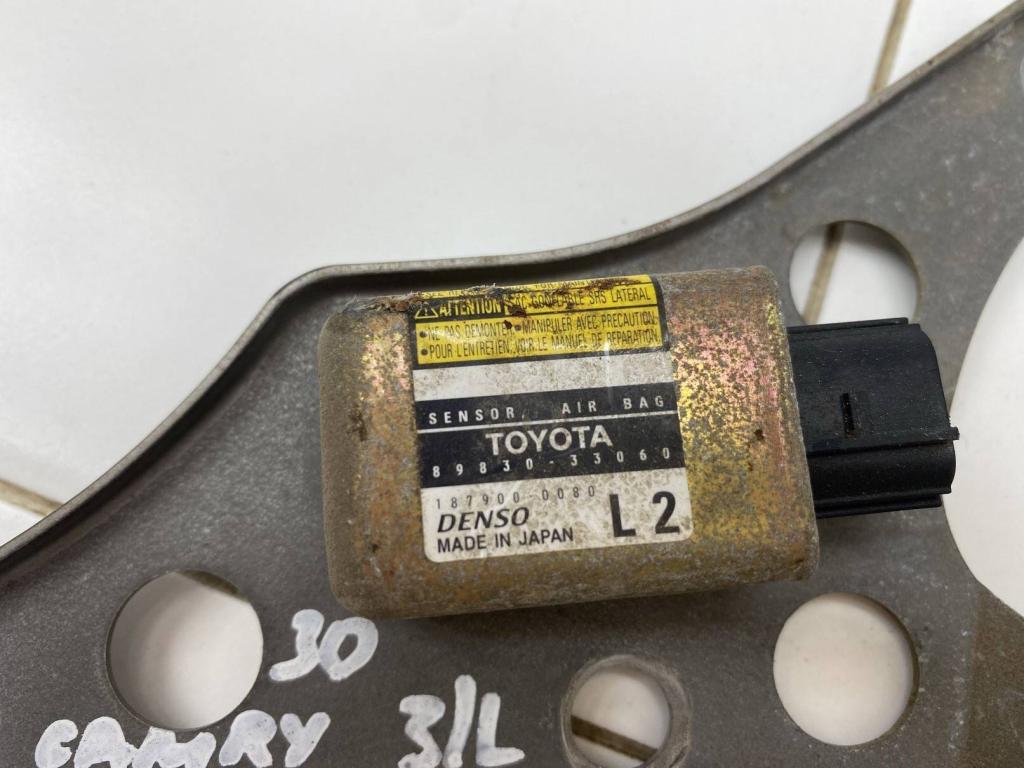 ATTENTION SAC GONFLABLE SRS LATERAL
•NE PAS DEMONTER •MANIPULER AVEC PRECAUTION
•POUR L'ENTRETIEN, VOIR LE MANUEL DE REPARATION
SENSOR, AIR BAG
TOYOTA
89830-33060
187900-0080
DENSO
MADE IN JAPAN
L2
30
CAMRY 3/L